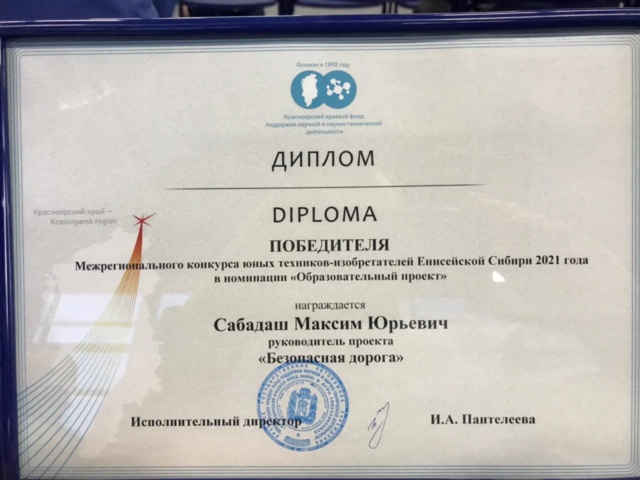 Основан в 1992 году
Красноярский краевой фонд
поддержки научной и научно-технической
деятельности
ДИПЛОМ
Красноярский край —
Krasnoyarsk region
DIPLOMA
ПОБЕДИТЕЛЯ
Межрегионального конкурса юных техников-изобретателей Енисейской Сибири 2021 года
в номинации «Образовательный проект»
награждается
Сабадаш Максим Юрьевич
руководитель проекта
«Безопасная дорога»
Исполнительный директор
И.А. Пантелеева